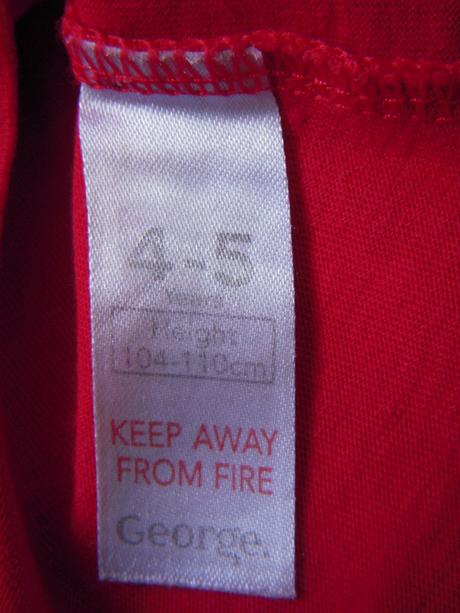 4-5
Years
Height
104-110cm
KEEP AWAY
FROM FIRE
George.